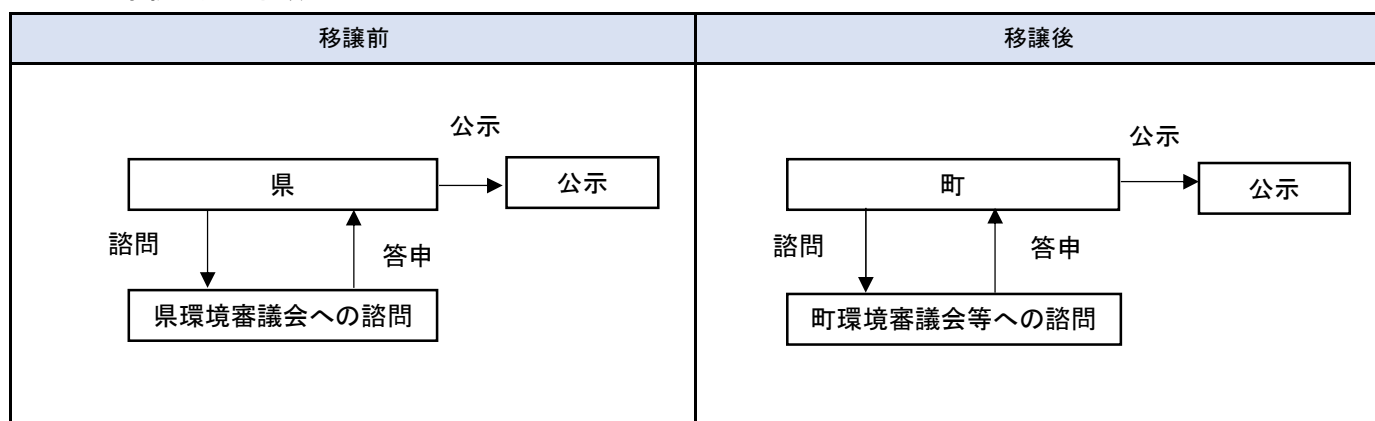 移譲前
移譲後
公示
県
公示
諮問
答申
県環境審議会への諮問
公示
町
公示
諮問
答申
町環境審議会等への諮問